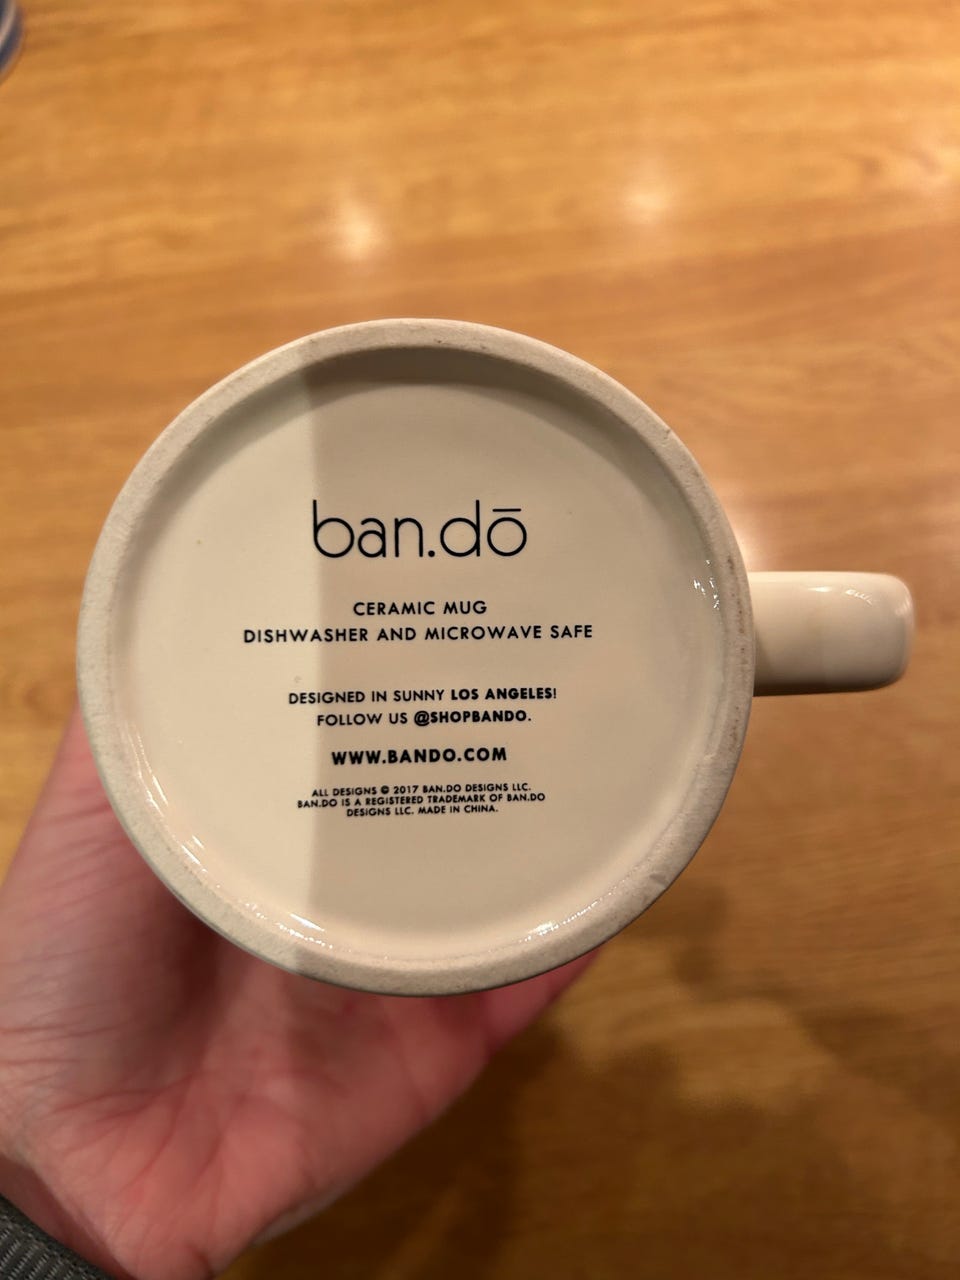 ban.dō
CERAMIC MUG
DISHWASHER AND MICROWAVE SAFE
DESIGNED IN SUNNY LOS ANGELES!
FOLLOW US @SHOPBANDO.
WWW.BANDO.COM
ALL DESIGNS © 2017 BAN.DO DESIGNS LLC.
BAN.DO IS A REGISTERED TRADEMARK OF BAN.DO
DESIGNS LLC. MADE IN CHINA.